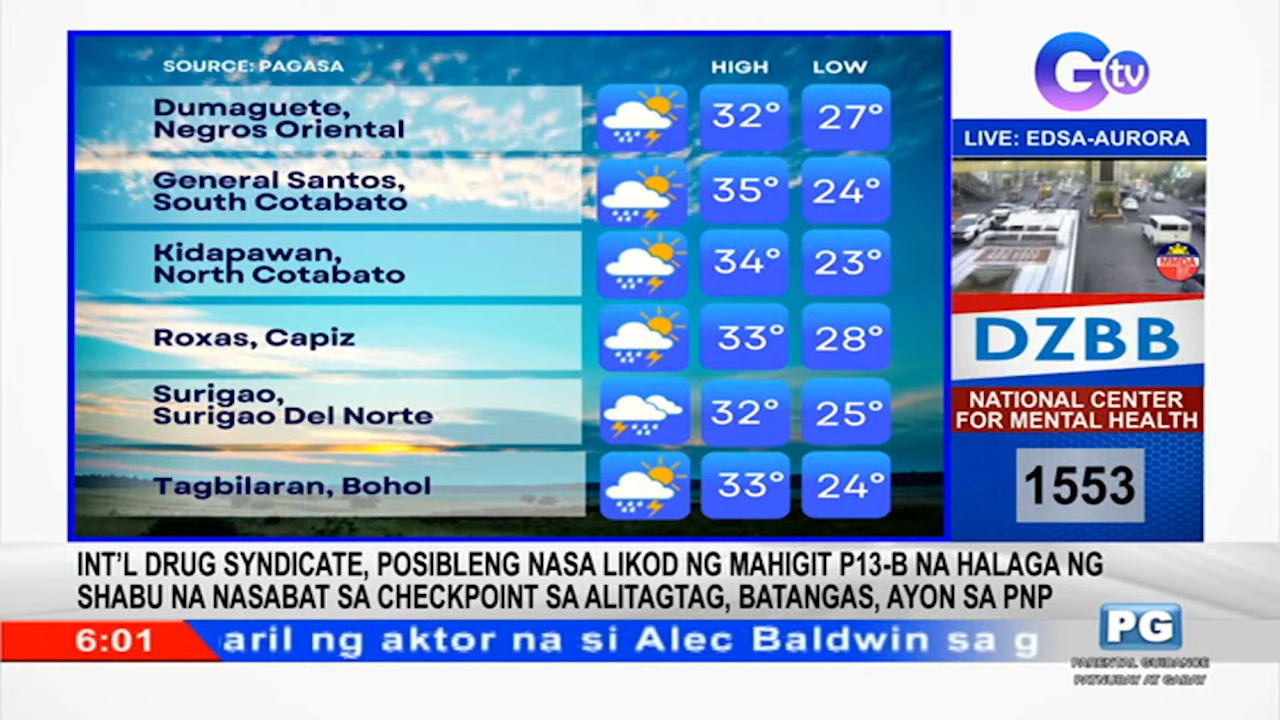 SOURCE: PAGASA
HIGH LOW
Dumaguete,
Negros Oriental
32° 27°
General Santos,
South Cotabato
35° 24°
Kidapawan,
North Cotabato
34° 23°
Roxas, Capiz
33° 28°
Surigao,
Surigao Del Norte
32° 25°
Tagbilaran, Bohol
33° 24°
Gtv
LIVE: EDSA-AURORA
MMDA
DZBB
NATIONAL CENTER
FOR MENTAL HEALTH
1553
INT'L DRUG SYNDICATE, POSIBLENG NASA LIKOD NG MAHIGIT P13-B NA HALAGA NG
SHABU NA NASABAT SA CHECKPOINT SA ALITAGTAG, BATANGAS, AYON SA PNP
6:01 aril ng aktor na si Alec Baldwin sa g
PG
PARENTAL GUIDANCE
PATNUBAY AT GABAY